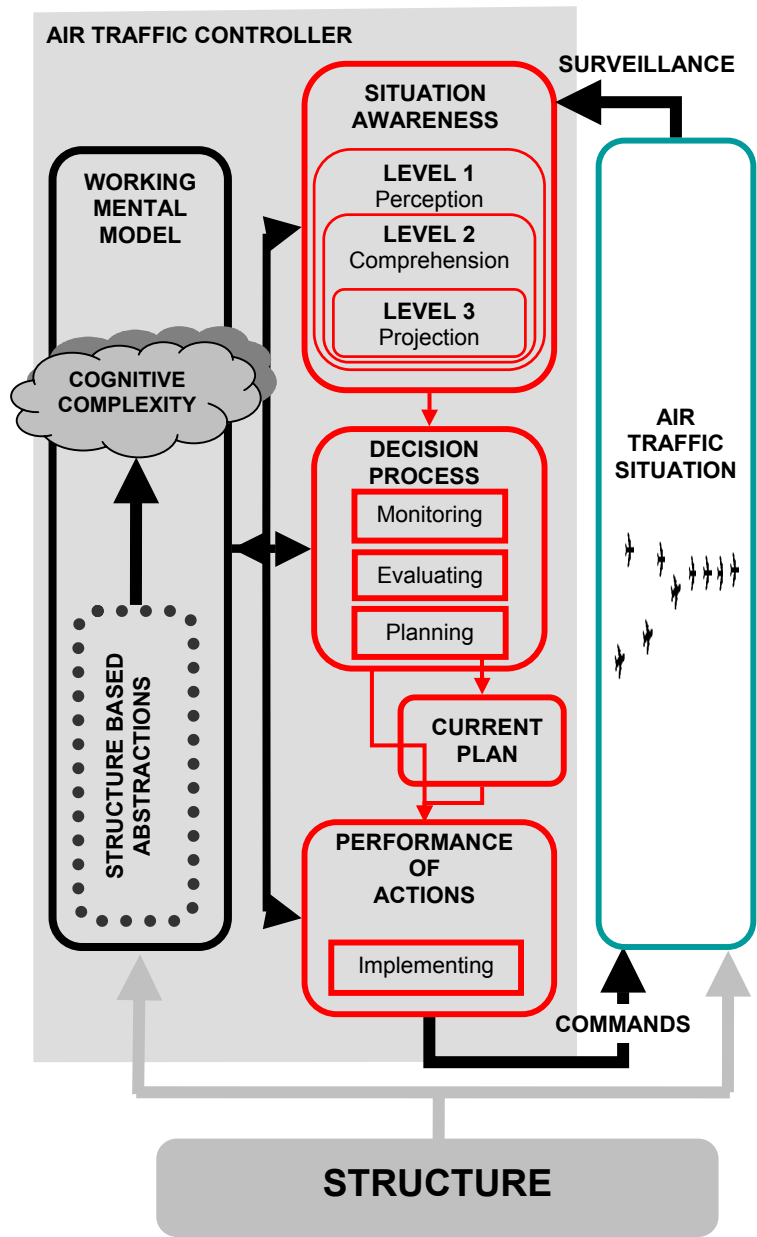 AIR TRAFFIC CONTROLLER
SURVEILLANCE
SITUATION
AWARENESS
LEVEL 1
Perception
LEVEL 2
Comprehension
LEVEL 3
Projection
WORKING
MENTAL
MODEL
COGNITIVE
COMPLEXITY
STRUCTURE BASED
ABSTRACTIONS
DECISION
PROCESS
Monitoring
Evaluating
Planning
CURRENT
PLAN
PERFORMANCE
OF
ACTIONS
Implementing
AIR
TRAFFIC
SITUATION
COMMANDS
STRUCTURE